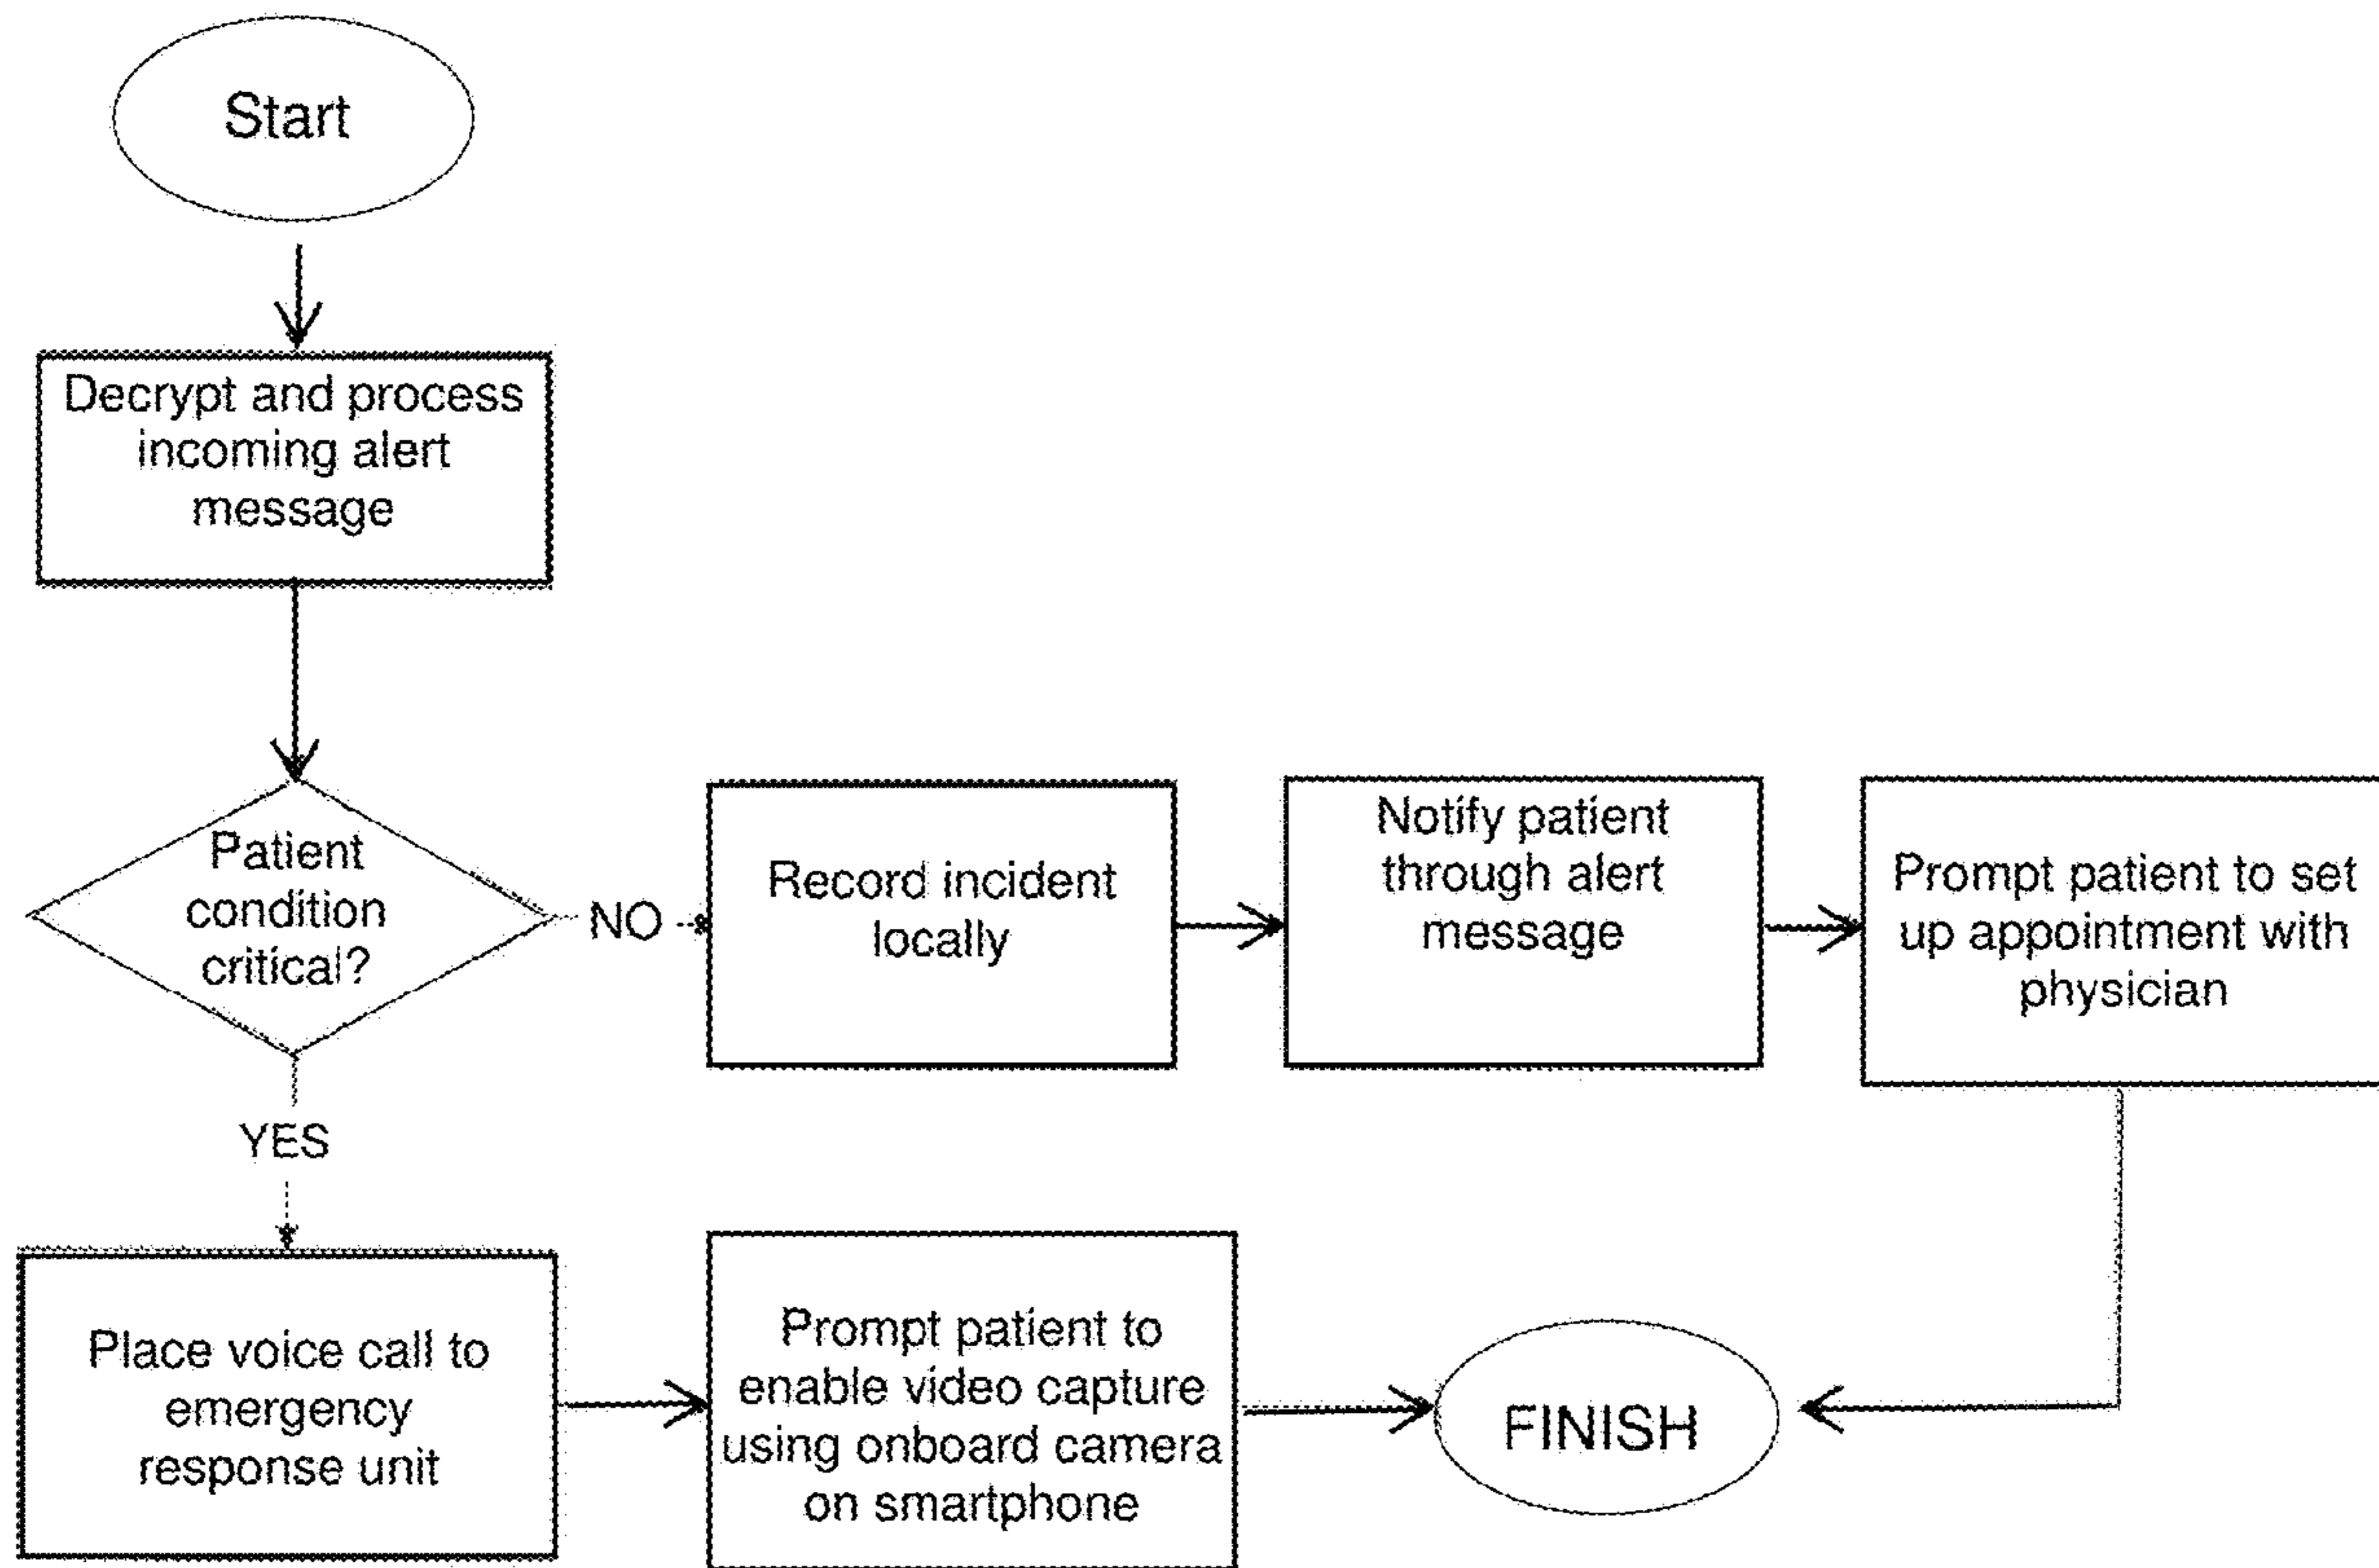 Start
Decrypt and process
incoming alert
message
Patient
condition
critical?
NO
Record incident
locally
Notify patient
through alert
message
Prompt patient to set
up appointment with
physician
YES
Place voice call to
emergency
response unit
Prompt patient to
enable video capture
using onboard camera
on smartphone
FINISH